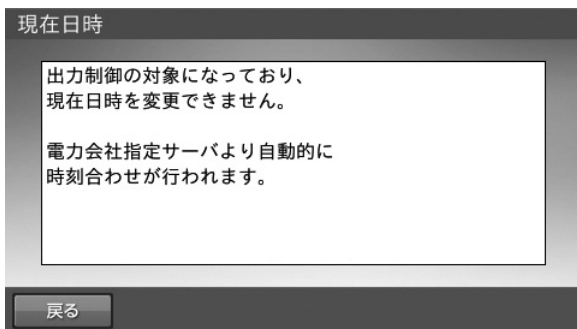 現在日時
出力制御の対象になっており、
現在日時を変更できません。
電力会社指定サーバより自動的に
時刻合わせが行われます。
戻る